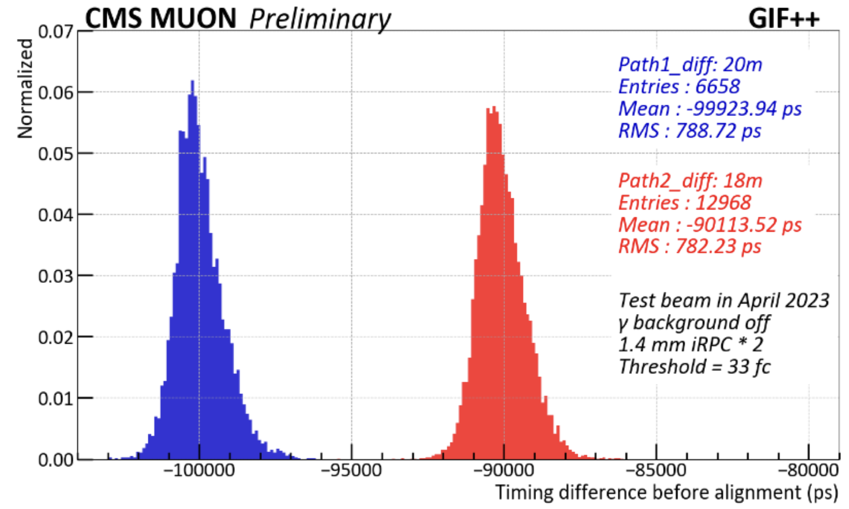 CMS MUON Preliminary GIF++
Normalized
0.07
0.06
0.05
0.04
0.03
0.02
0.01
0.00
Path1_diff: 20m
Entries : 6658
Mean : -99923.94 ps
RMS : 788.72 ps
Path2_diff: 18m
Entries : 12968
Mean : -90113.52 ps
RMS : 782.23 ps
Test beam in April 2023
γ background off
1.4 mm iRPC * 2
Threshold = 33 fc
−100000 −95000 −90000 −85000 −80000
Timing difference before alignment (ps)